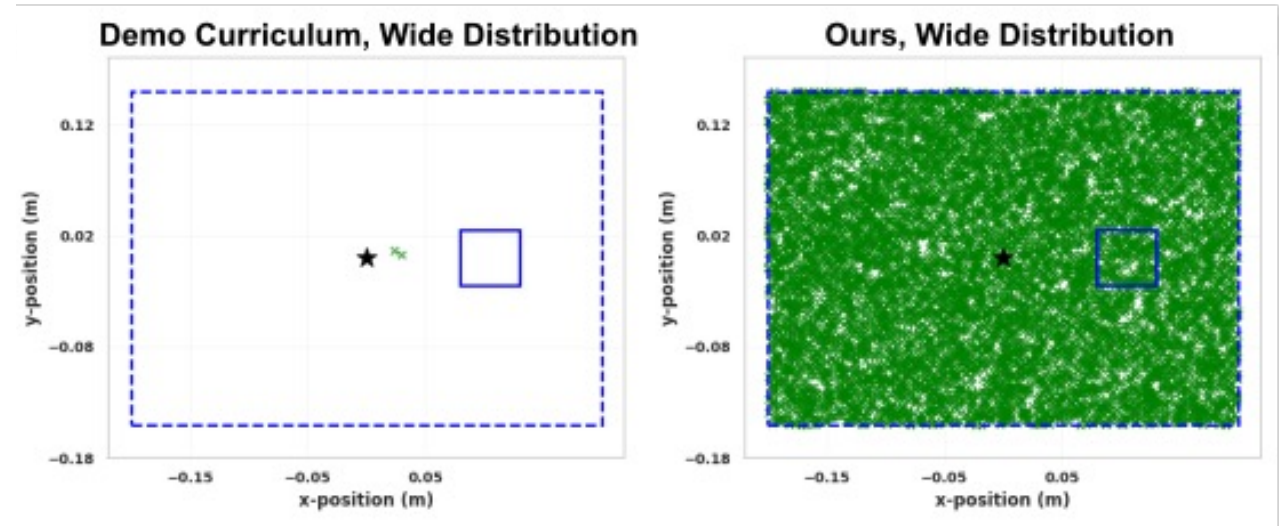 Demo Curriculum, Wide Distribution
0.12
0.02
−0.08
−0.18
−0.15
−0.05
0.05
y-position (m)
x-position (m)
Ours, Wide Distribution
0.12
0.02
−0.08
−0.18
−0.15
−0.05
0.05
y-position (m)
x-position (m)